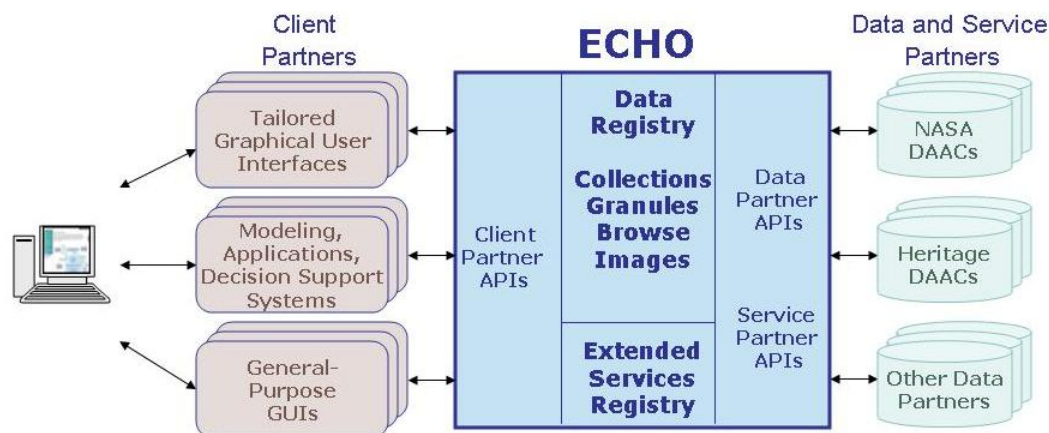 Client
Partners
Tailored
Graphical User
Interfaces
Modeling,
Applications,
Decision Support
Systems
General-
Purpose
GUIs
ECHO
Client
Partner
APIs
Data
Registry
Collections
Granules
Browse
Images
Extended
Services
Registry
Data
Partner
APIs
Service
Partner
APIs
Data and Service
Partners
NASA
DAACs
Heritage
DAACs
Other Data
Partners